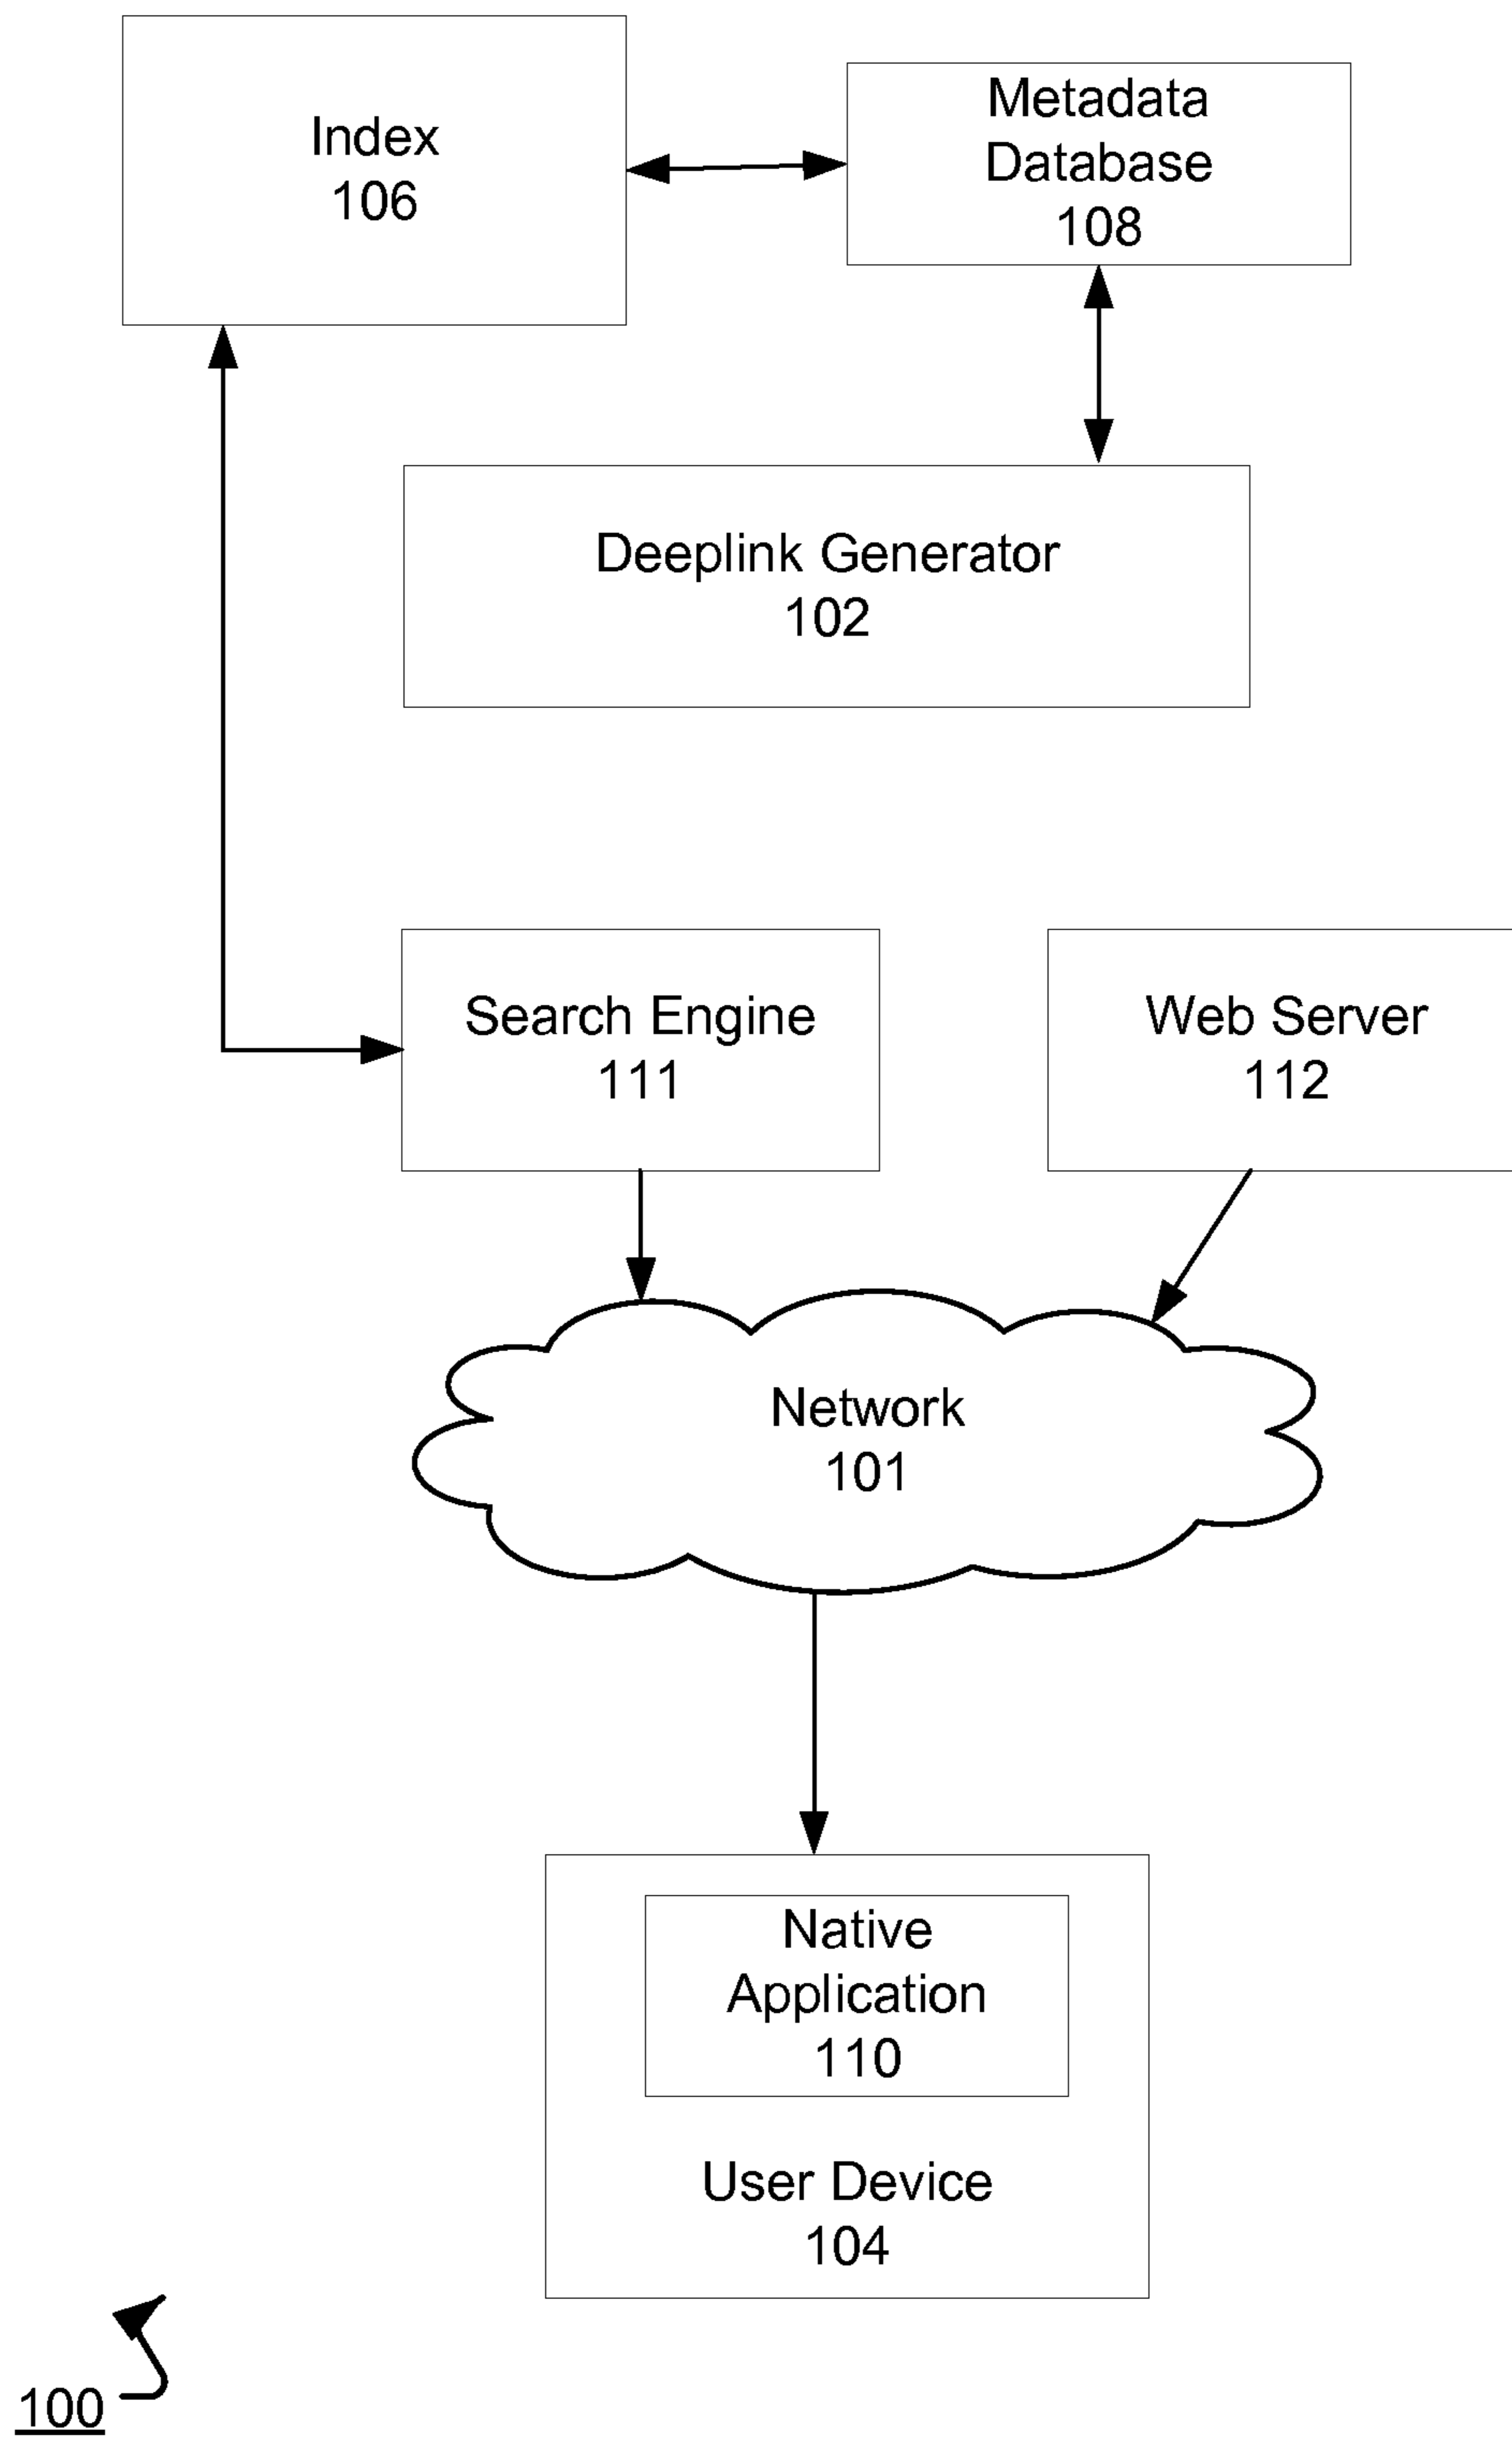 Index
106
Metadata
Database
108
Deeplink Generator
102
Search Engine
111
Web Server
112
Network
101
Native
Application
110
User Device
104
100